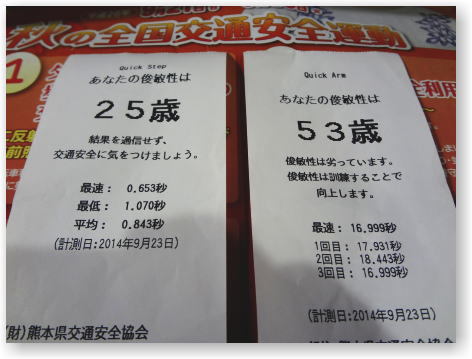 秋の全国交通安全運動
1
Quick Step
あなたの俊敏性は
25歳
結果を過信せず、
交通安全に気をつけましょう。
最速： 0.653秒
最低： 1.070秒
平均： 0.843秒
(計測日:2014年9月23日)
(財)熊本県交通安全協会
Quick Arm
あなたの俊敏性は
53歳
俊敏性は劣っています。
俊敏性は訓練することで
向上します。
最速： 16.999秒
1回目： 17.931秒
2回目： 18.443秒
3回目： 16.999秒
(計測日:2014年9月23日)